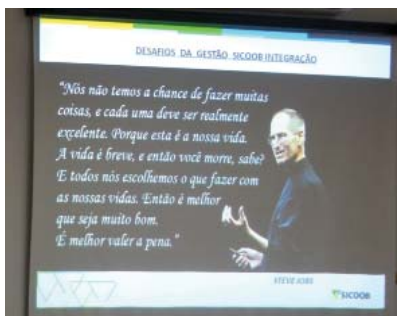 DESAFIOS DA GESTÃO SICOOB INTEGRAÇÃO
“Nós não temos a chance de fazer muitas
coisas, e cada uma deve ser realmente
excelente. Porque esta é a nossa vida.
A vida é breve, e então você morre, sabe?
E todos nós escolhemos o que fazer com
as nossas vidas. Então é melhor
que seja muito bom.
É melhor valer a pena.”
STEVE JOBS
SICOOB